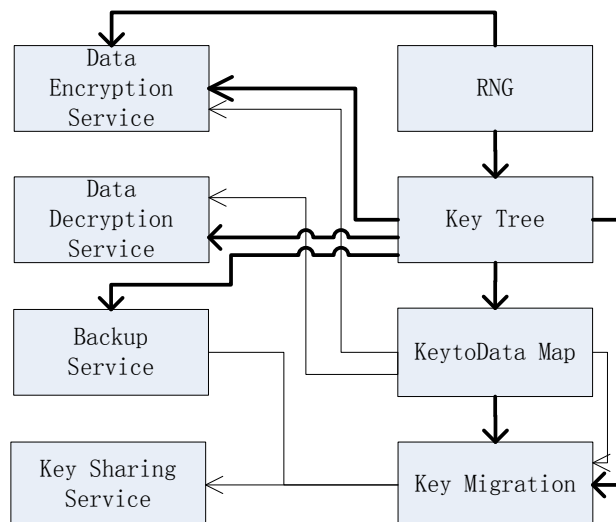 Data
Encryption
Service
RNG
Data
Decryption
Service
Key Tree
Backup
Service
KeytoData Map
Key Sharing
Service
Key Migration